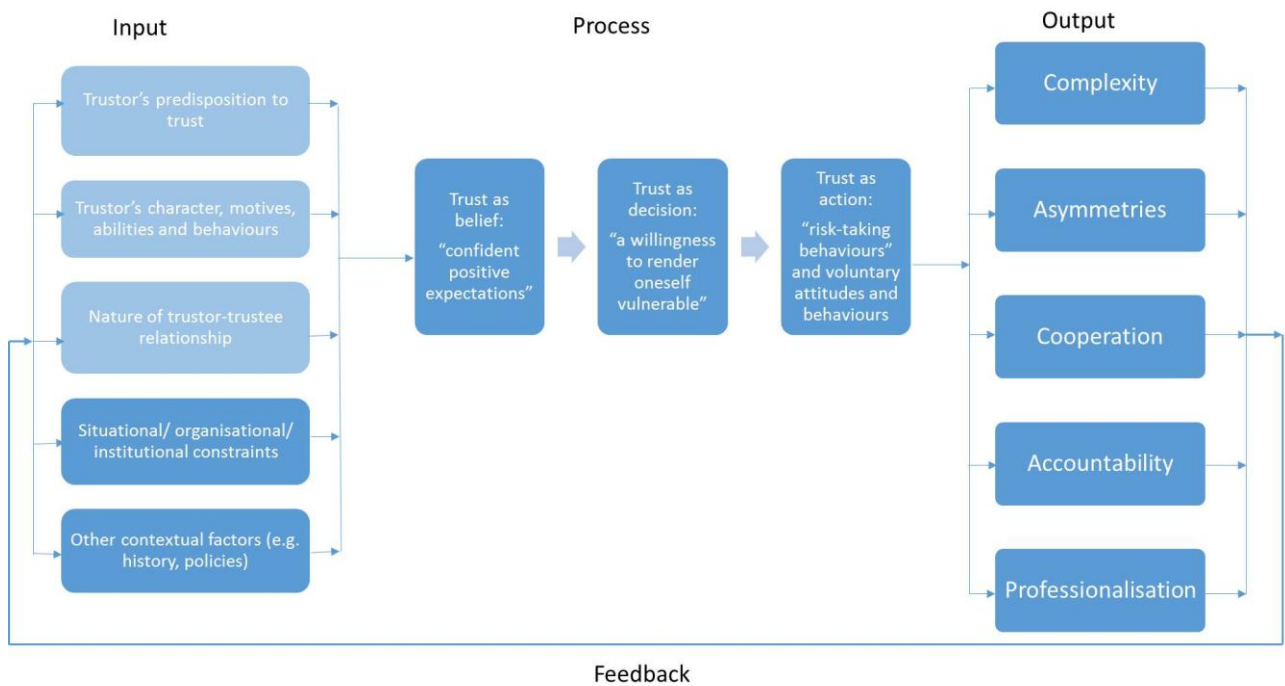 Input
Process
Output
Trustor's predisposition to
trust
Trustor's character, motives,
abilities and behaviours
Nature of trustor-trustee
relationship
Situational/ organisational/
institutional constraints
Other contextual factors (e.g.
history, policies)
Trust as
belief:
“confident
positive
expectations”
Trust as
decision:
“a willingness
to render
oneself
vulnerable”
Trust as
action:
“risk-taking
behaviours”
and voluntary
attitudes and
behaviours
Complexity
Asymmetries
Cooperation
Accountability
Professionalisation
Feedback